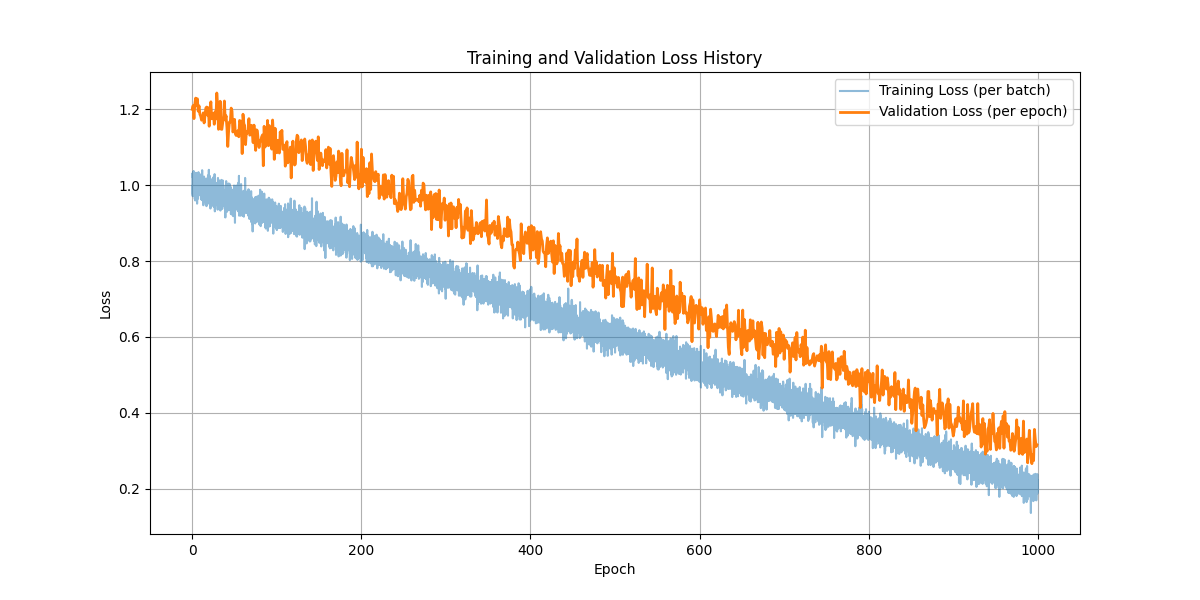 Training and Validation Loss History
Training Loss (per batch)
Validation Loss (per epoch)
Loss
1.2
1.0
0.8
0.6
0.4
0.2
0
200
400
600
800
1000
Epoch